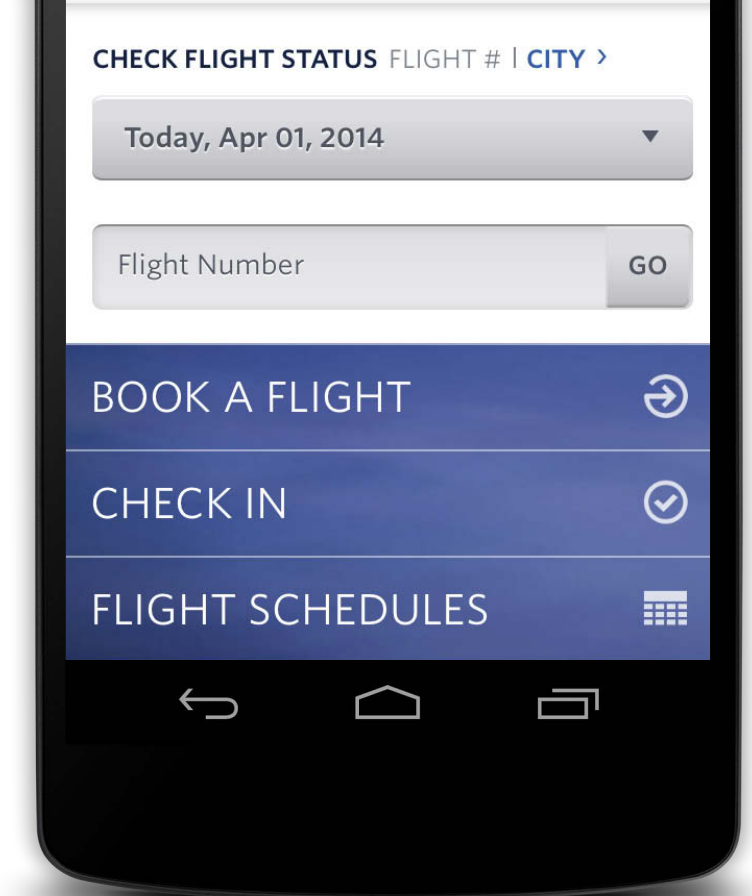 CHECK FLIGHT STATUS FLIGHT # | CITY >
Today, Apr 01, 2014
Flight Number GO
BOOK A FLIGHT
CHECK IN
FLIGHT SCHEDULES